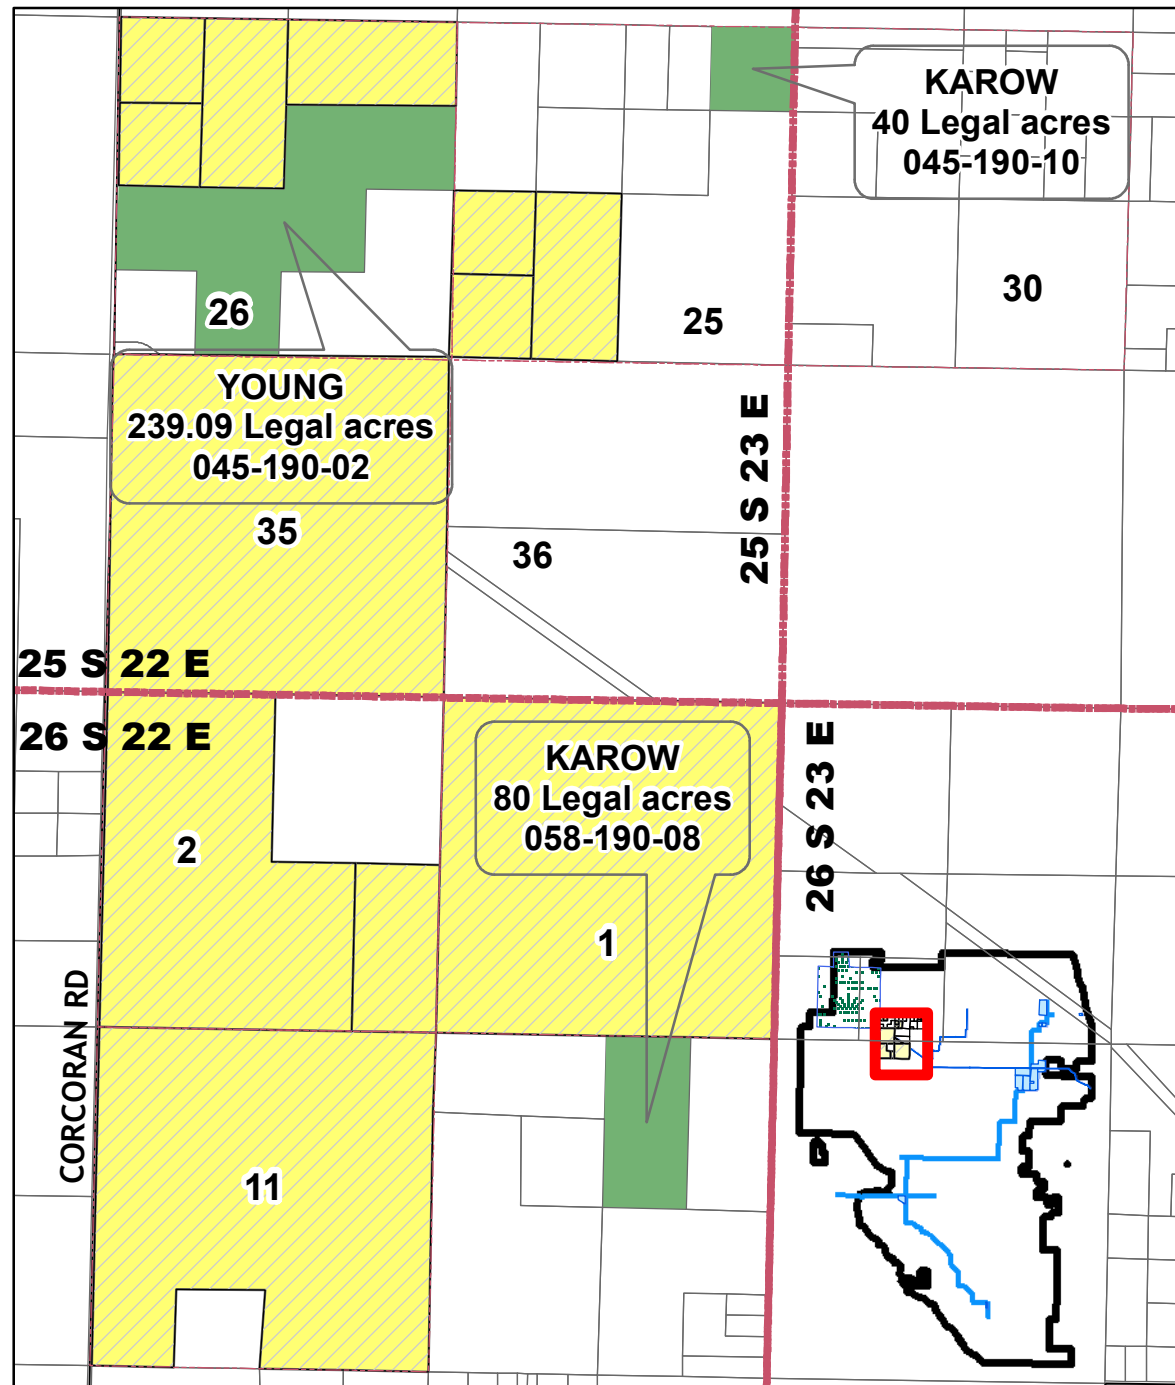 KAROW
40 Legal acres
045-190-10
26
25
30
YOUNG
239.09 Legal acres
045-190-02
35
36
25 S 23 E
25 S 22 E
26 S 22 E
26 S 23 E
KAROW
80 Legal acres
058-190-08
2
1
CORCORAN RD
11